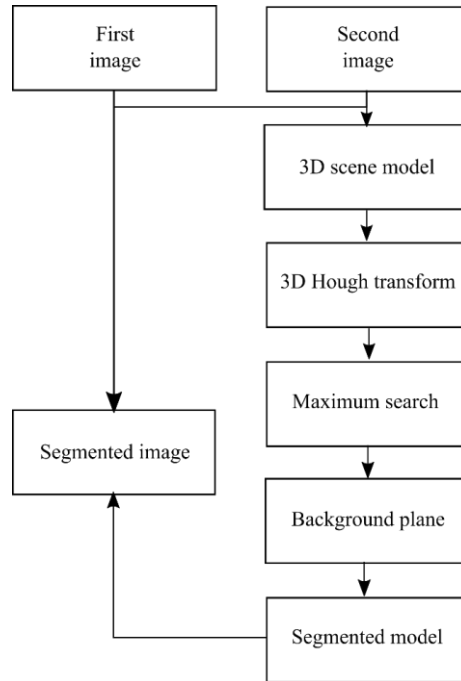 First
image
Second
image
3D scene model
3D Hough transform
Maximum search
Segmented image
Background plane
Segmented model